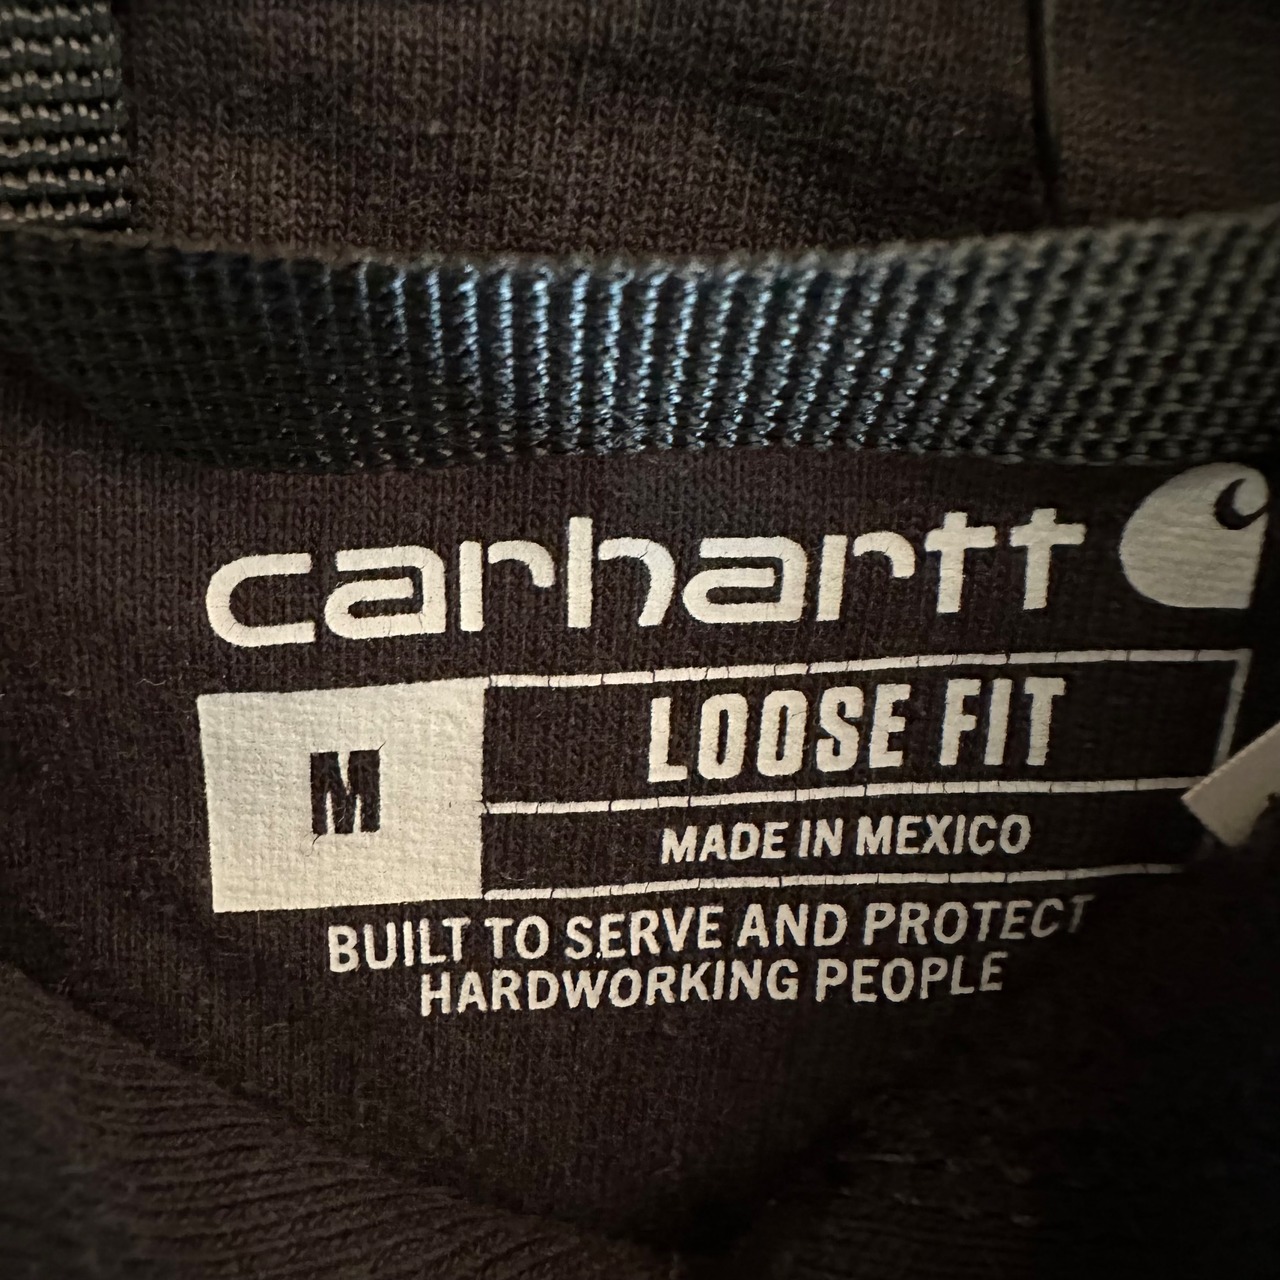 carhartt
M
LOOSE FIT
MADE IN MEXICO
BUILT TO SERVE AND PROTECT
HARDWORKING PEOPLE